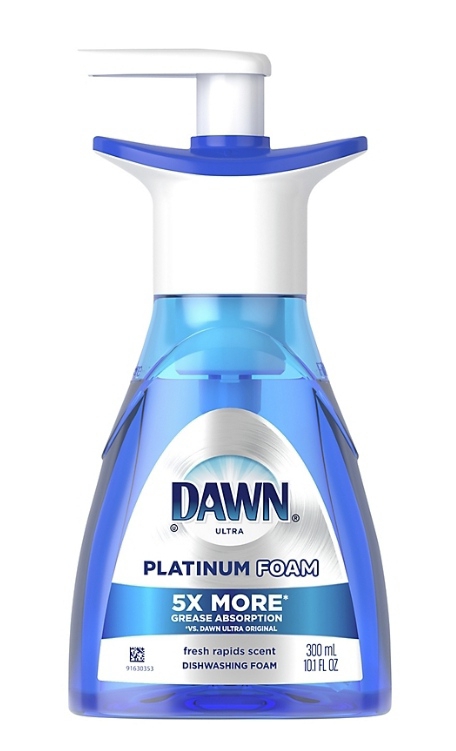 DAWN®
ULTRA
PLATINUM FOAM
5X MORE*
GREASE ABSORPTION
*VS. DAWN ULTRA ORIGINAL
fresh rapids scent
DISHWASHING FOAM
300 mL
10.1 FL OZ
91630353